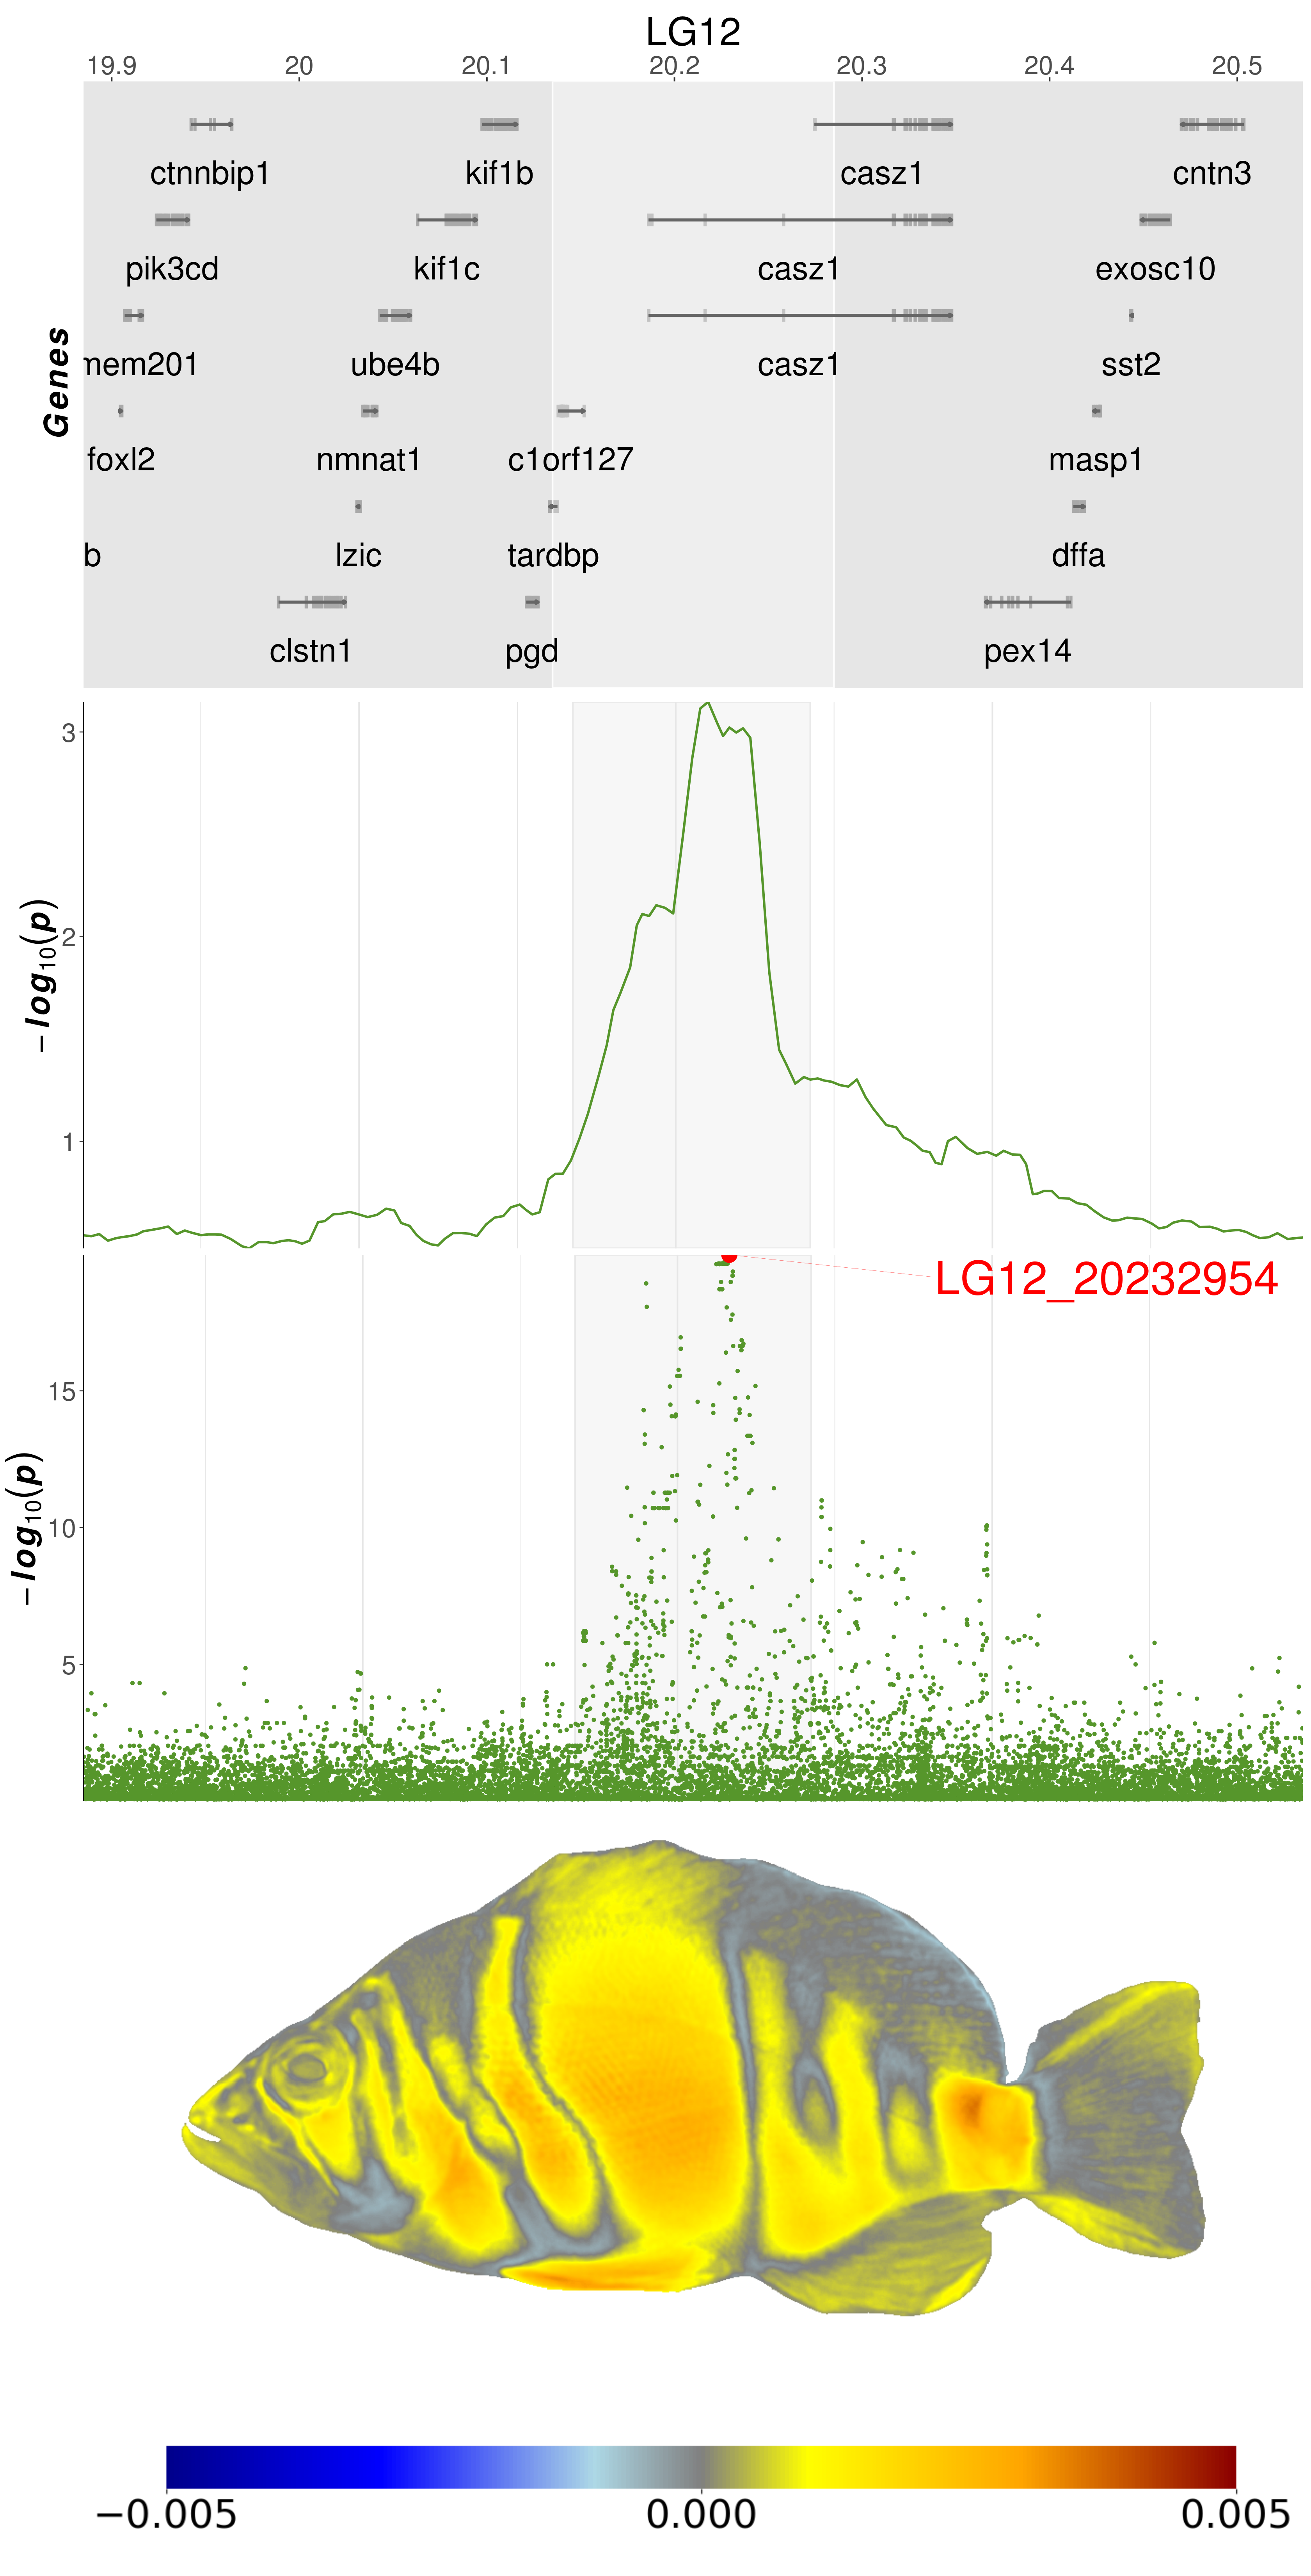 LG12
19.9 20 20.1 20.2 20.3 20.4 20.5
ctnnbip1 kif1b casz1 cntn3
pik3cd kif1c casz1 exosc10
Genes
mem201 ube4b casz1 sst2
foxl2 nmnat1 c1orf127 masp1
b lzic tardbp dffa
clstn1 pgd pex14
3
2
1
−log10(p)
LG12_20232954
15
10
5
−log10(p)
−0.005 0.000 0.005